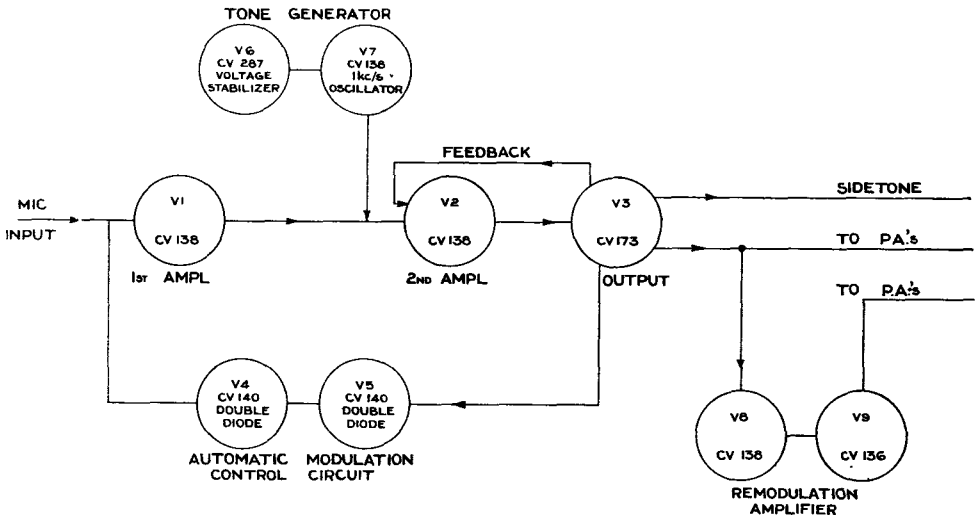 TONE GENERATOR
V6
CV 287
VOLTAGE
STABILIZER
V7
CV 138
1kc/s
OSCILLATOR
FEEDBACK
MIC
INPUT
V1
CV 138
1ST AMPL
V2
CV 138
2ND AMPL
V3
CV 173
OUTPUT
SIDETONE
TO P.A.'s
TO P.A.'s
V4
CV 140
DOUBLE
DIODE
V5
CV 140
DOUBLE
DIODE
AUTOMATIC MODULATION
CONTROL CIRCUIT
V8
CV 138
V9
CV 136
REMODULATION
AMPLIFIER